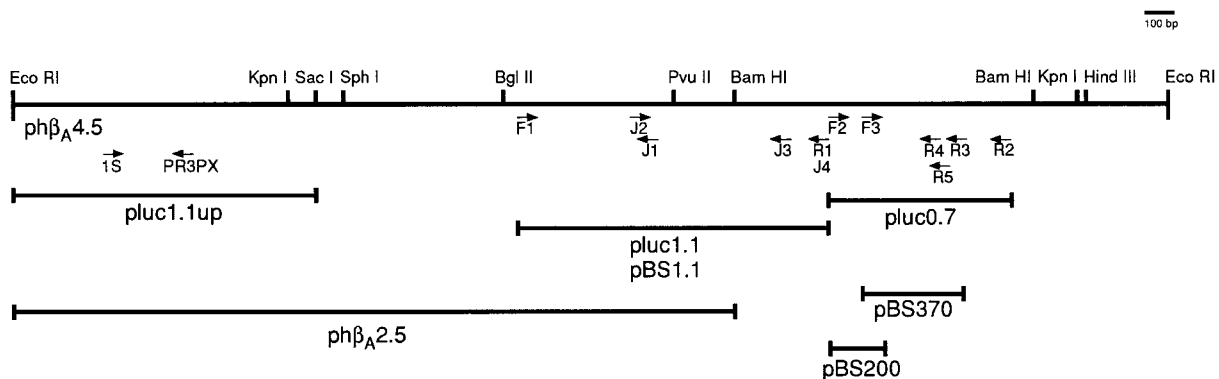 100 bp
Eco RI Kpn I Sac I Sph I Bgl II Pvu II Bam HI Bam HI Kpn I Hind III Eco RI
phβA4.5
F1 J2 F2 F3
J1 J3 R1 R4 R3 R2
1S PR3PX J4 R5
pluc1.1up pluc0.7
pluc1.1
pBS1.1
pBS370
phβA2.5
pBS200